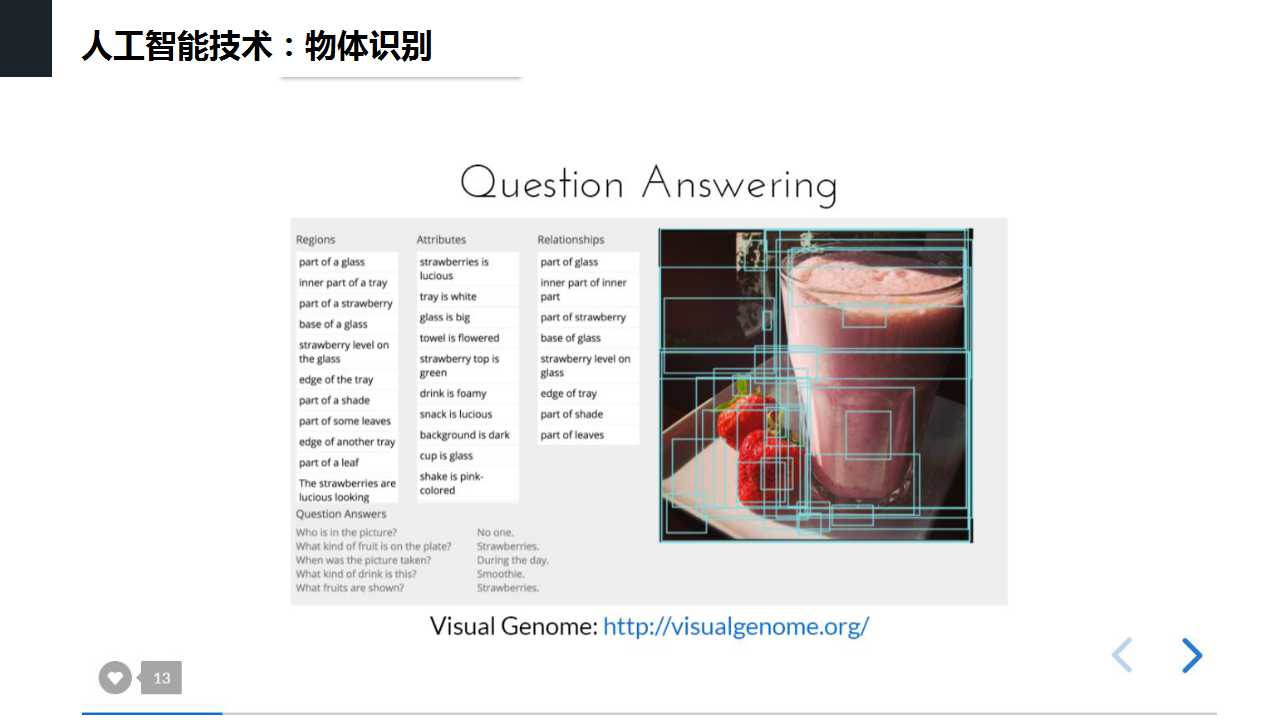 人工智能技术：物体识别
Question Answering
Regions
part of a glass
inner part of a tray
part of a strawberry
base of a glass
strawberry level on
the glass
edge of the tray
part of a shade
part of some leaves
edge of another tray
part of a leaf
The strawberries are
lucious looking
Attributes
strawberries is
lucious
tray is white
glass is big
towel is flowered
strawberry top is
green
drink is foamy
snack is lucious
background is dark
cup is glass
shake is pink-
colored
Relationships
part of glass
inner part of inner
part
part of strawberry
base of glass
strawberry level on
glass
edge of tray
part of shade
part of leaves
Question Answers
Who is in the picture? No one.
What kind of fruit is on the plate? Strawberries.
When was the picture taken? During the day.
What kind of drink is this? Smoothie.
What fruits are shown? Strawberries.
Visual Genome: http://visualgenome.org/
13